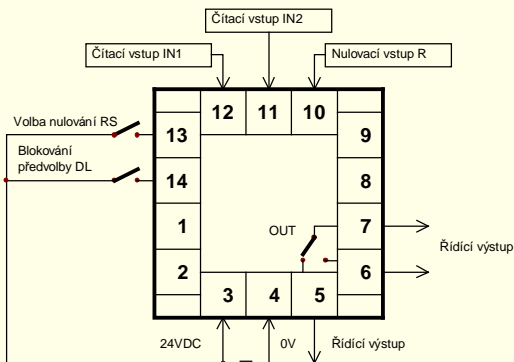 Čítací vstup IN2
Čítací vstup IN1
Nulovací vstup R
12 11 10
Volba nulování RS
13
9
Blokování
předvolby DL
14
8
1
OUT
7
Řídící výstup
2
6
3 4 5
24VDC
0V
Řídící výstup